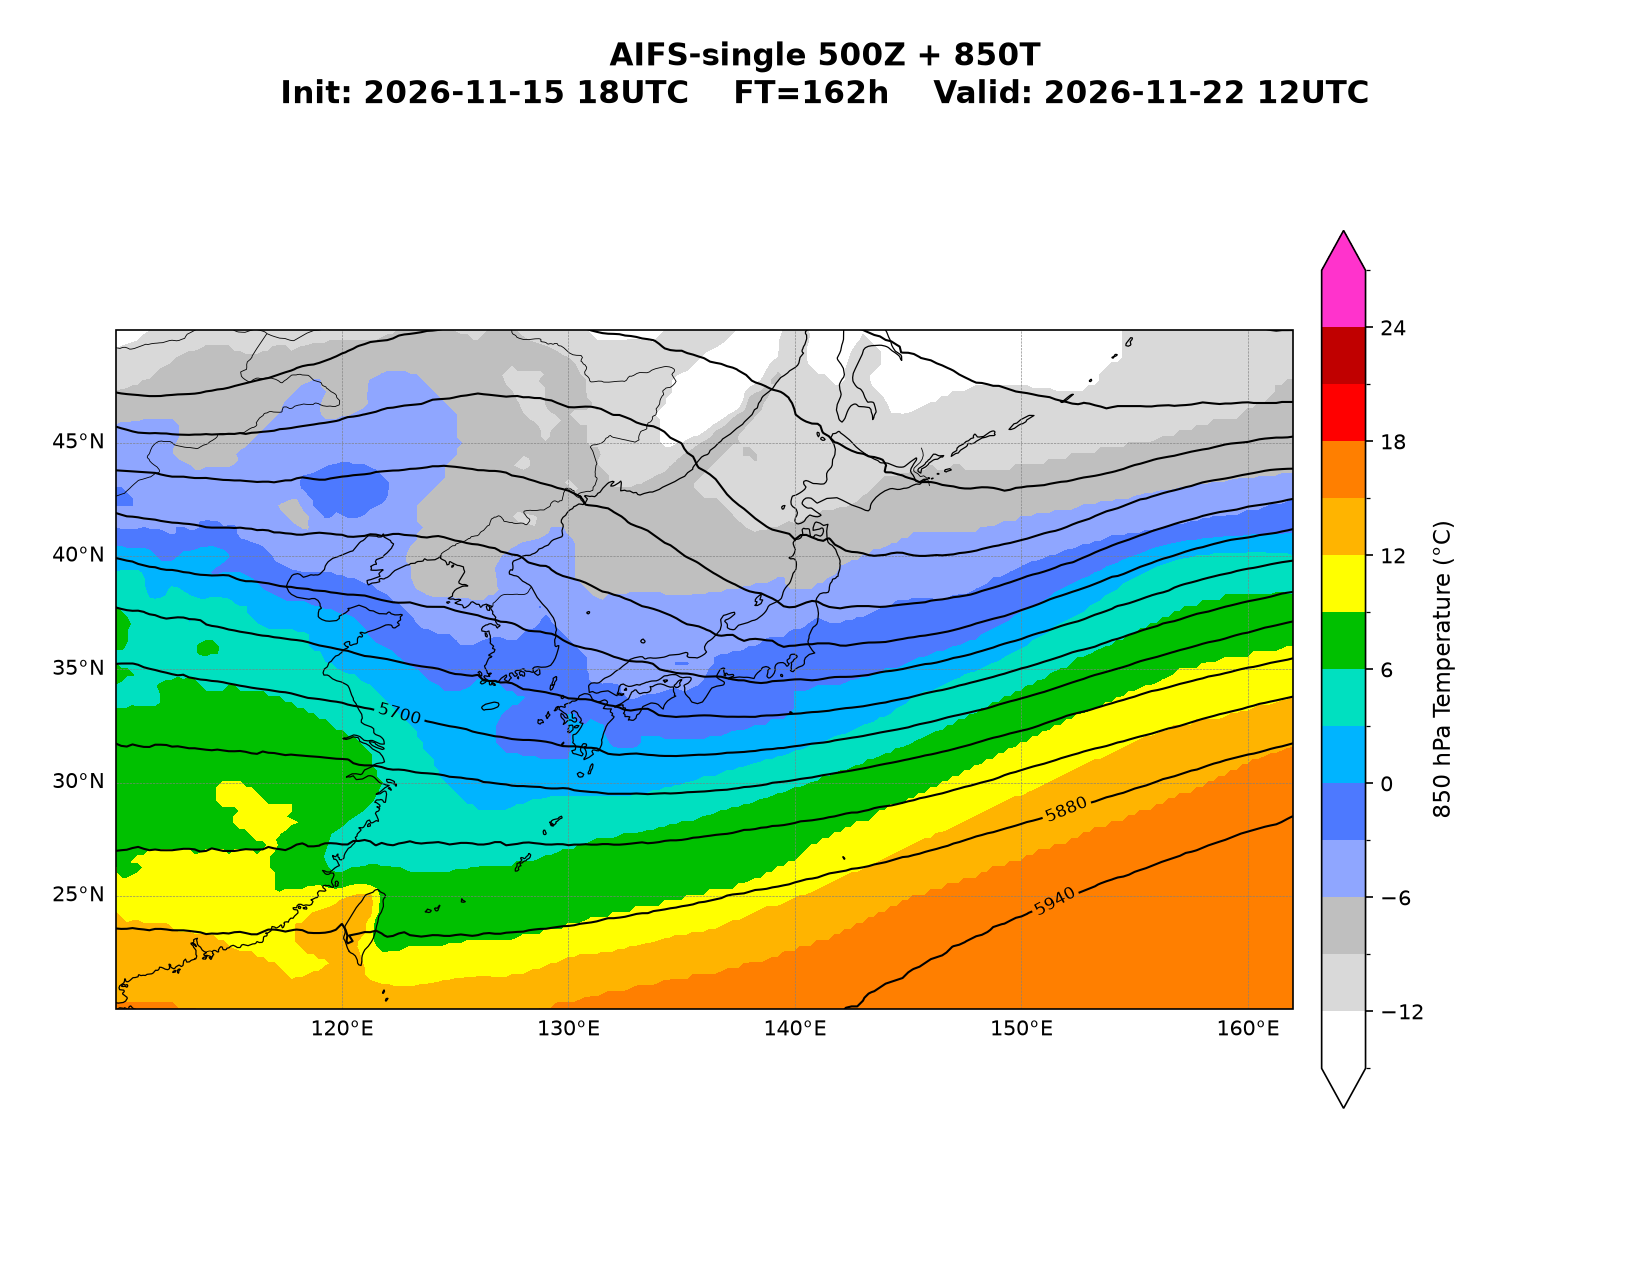 AIFS-single 500Z + 850T
Init: 2026-11-15 18UTC    FT=162h    Valid: 2026-11-22 12UTC
45°N
40°N
35°N
30°N
25°N
120°E
130°E
140°E
150°E
160°E
5700
5880
5940
24
18
12
6
0
−6
−12
850 hPa Temperature (°C)